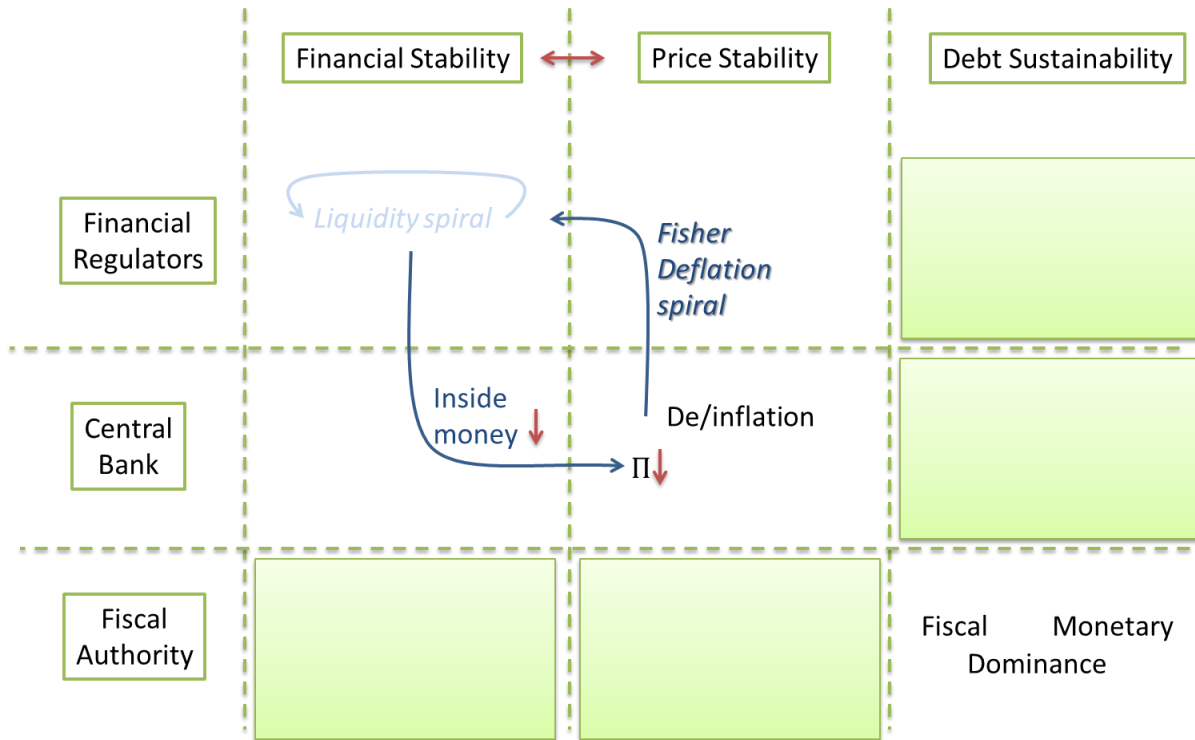 Financial Stability
Price Stability
Debt Sustainability
Financial
Regulators
Liquidity spiral
Fisher
Deflation
spiral
Central
Bank
Inside
money
De/inflation
Π
Fiscal
Authority
Fiscal Monetary
Dominance